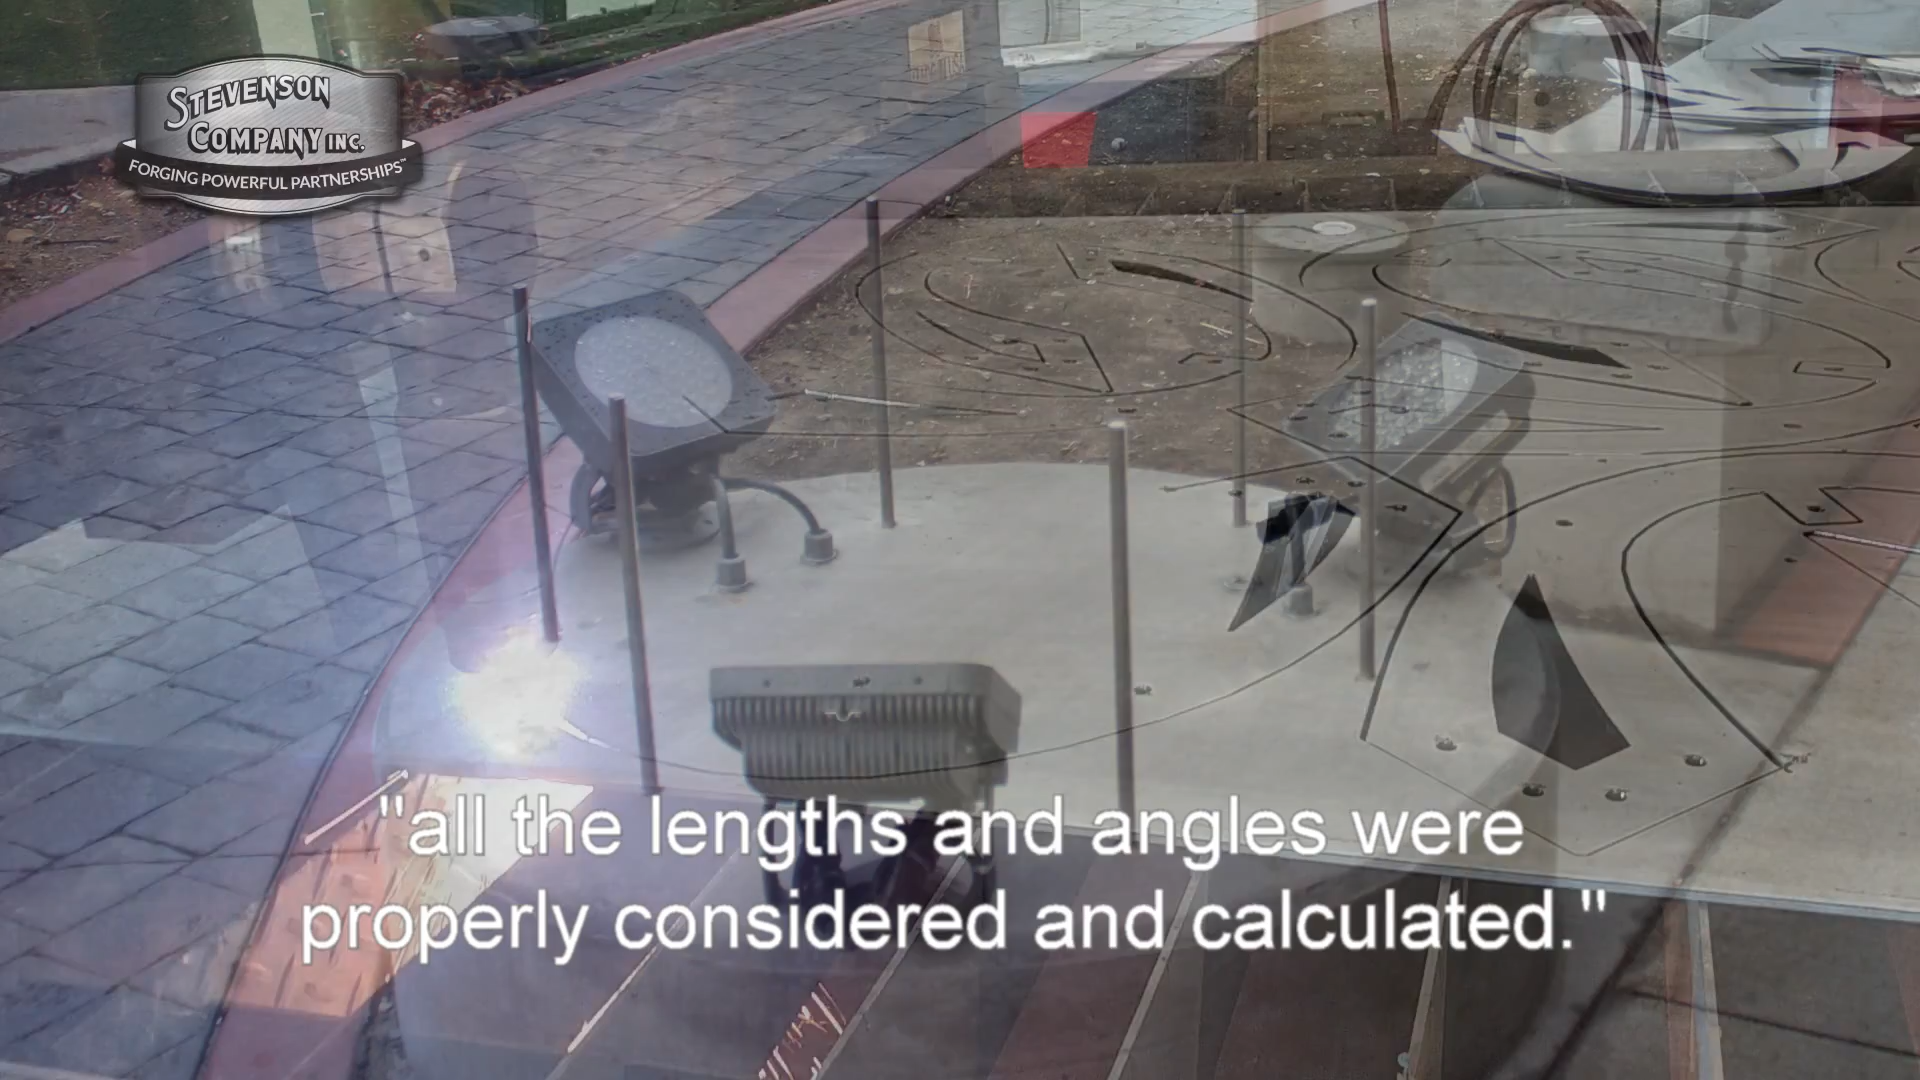 STEVENSON
COMPANY INC.
FORGING POWERFUL PARTNERSHIPS™
"all the lengths and angles were
properly considered and calculated."